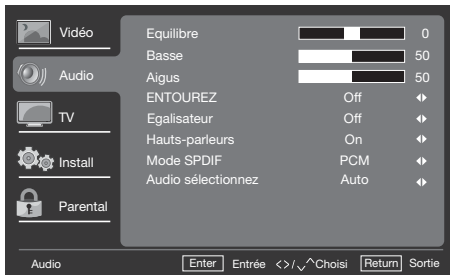 Vidéo
Audio
TV
Install
Parental
Equilibre 0
Basse 50
Aigus 50
ENTOUREZ Off
Egalisateur Off
Hauts-parleurs On
Mode SPDIF PCM
Audio sélectionnez Auto
Audio Enter Entrée <>/⌄^Choisi Return Sortie